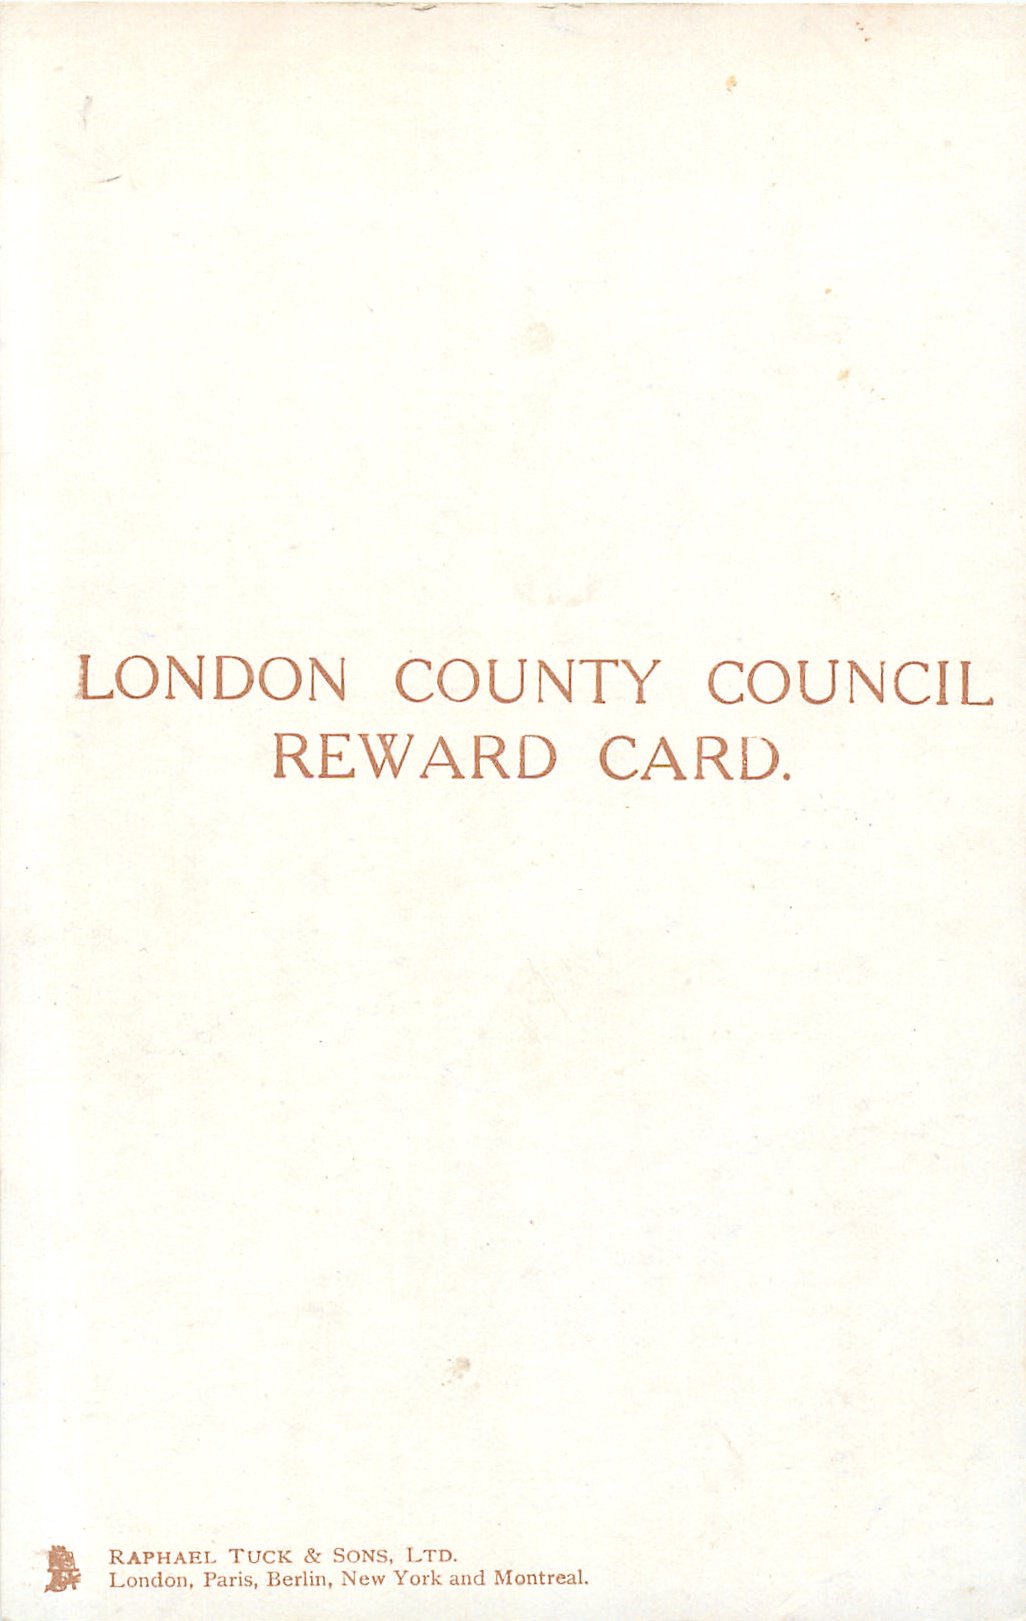 LONDON COUNTY COUNCIL
REWARD CARD.
RAPHAEL TUCK & SONS, LTD.
London, Paris, Berlin, New York and Montreal.